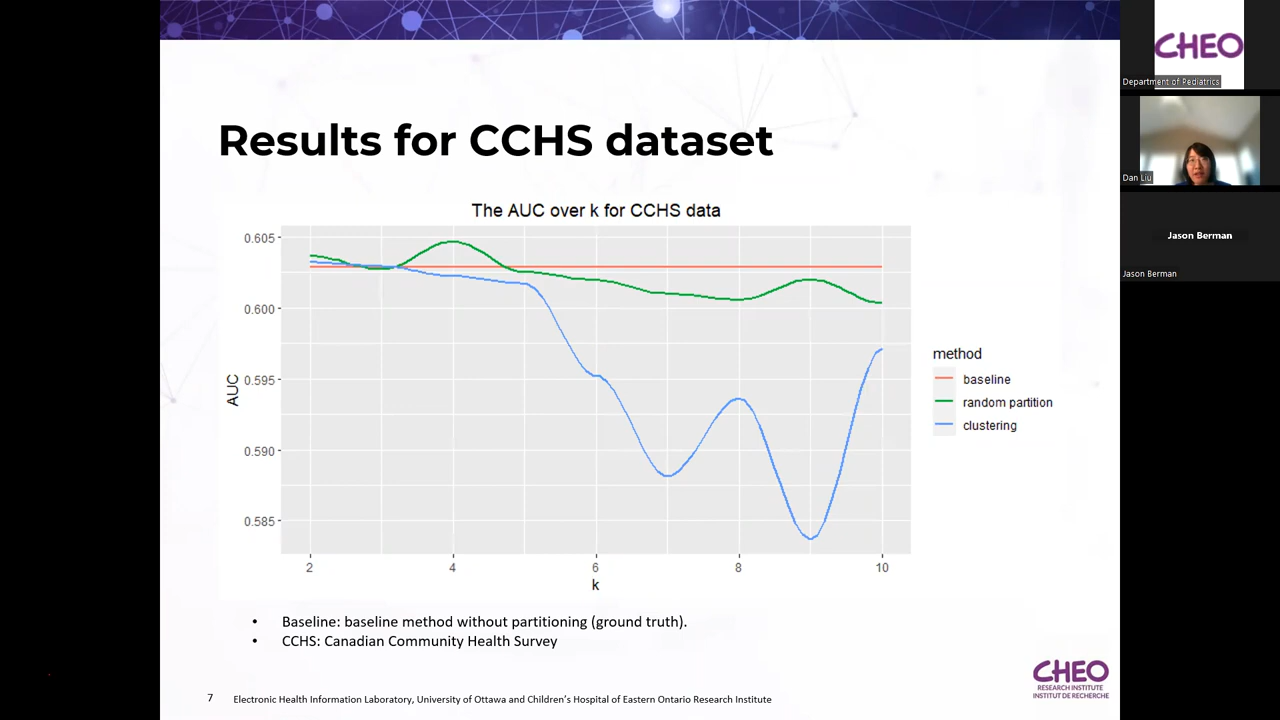 Results for CCHS dataset
The AUC over k for CCHS data
0.605
0.600
0.595
0.590
0.585
AUC
2 4 6 8 10
k
method
baseline
random partition
clustering
• Baseline: baseline method without partitioning (ground truth).
• CCHS: Canadian Community Health Survey
7 Electronic Health Information Laboratory, University of Ottawa and Children's Hospital of Eastern Ontario Research Institute
CHEO
RESEARCH INSTITUTE
INSTITUT DE RECHERCHE
CHEO
Department of Pediatrics
Dan Liu
Jason Berman
Jason Berman